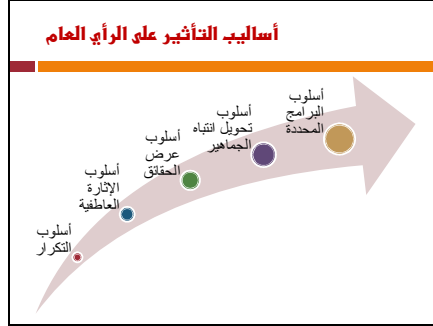 أساليب التأثير على الرأي العام
أسلوب
البرامج
المحددة
أسلوب
تحويل انتباه
الجماهير
أسلوب
عرض
الحقائق
أسلوب
الإثارة
العاطفية
أسلوب
التكرار